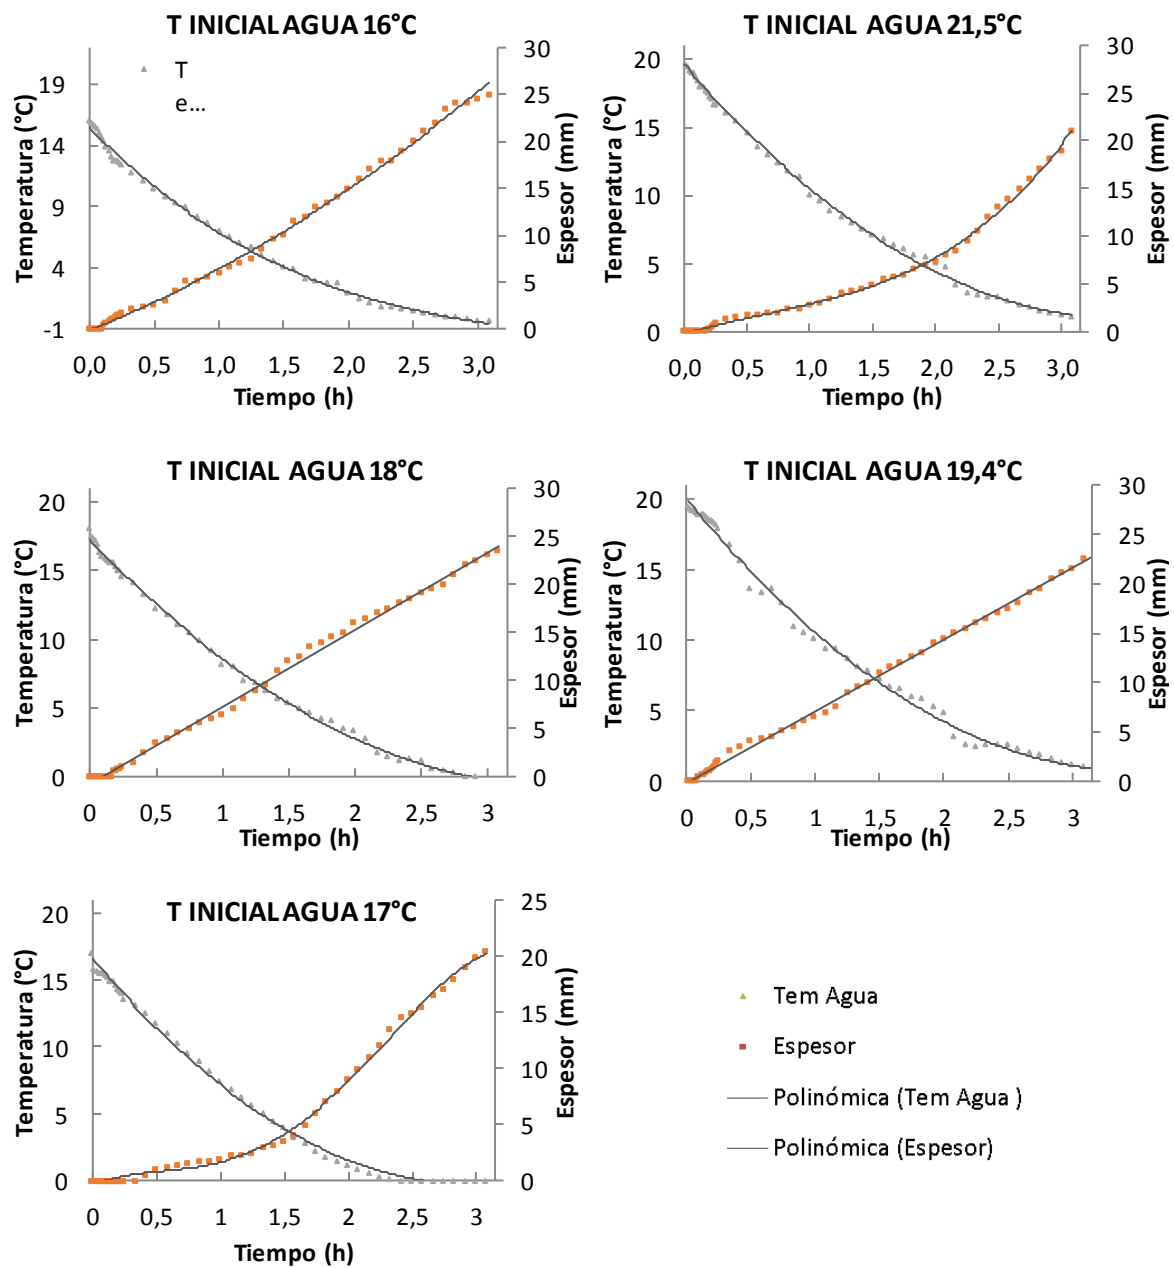 T INICIAL AGUA 16°C
T
e...
Temperatura (°C)
19
14
9
4
-1
30
25
20
15
10
5
0
Espesor (mm)
0,0 0,5 1,0 1,5 2,0 2,5 3,0
Tiempo (h)
T INICIAL AGUA 21,5°C
Temperatura (°C)
20
15
10
5
0
30
25
20
15
10
5
0
Espesor (mm)
0,0 0,5 1,0 1,5 2,0 2,5 3,0
Tiempo (h)
T INICIAL AGUA 18°C
Temperatura (°C)
20
15
10
5
0
30
25
20
15
10
5
0
Espesor (mm)
0 0,5 1 1,5 2 2,5 3
Tiempo (h)
T INICIAL AGUA 19,4°C
Temperatura (°C)
20
15
10
5
0
30
25
20
15
10
5
0
Espesor (mm)
0 0,5 1 1,5 2 2,5 3
Tiempo (h)
T INICIAL AGUA 17°C
Temperatura (°C)
20
15
10
5
0
25
20
15
10
5
0
Espesor (mm)
0 0,5 1 1,5 2 2,5 3
Tiempo (h)
Tem Agua
Espesor
Polinómica (Tem Agua )
Polinómica (Espesor)